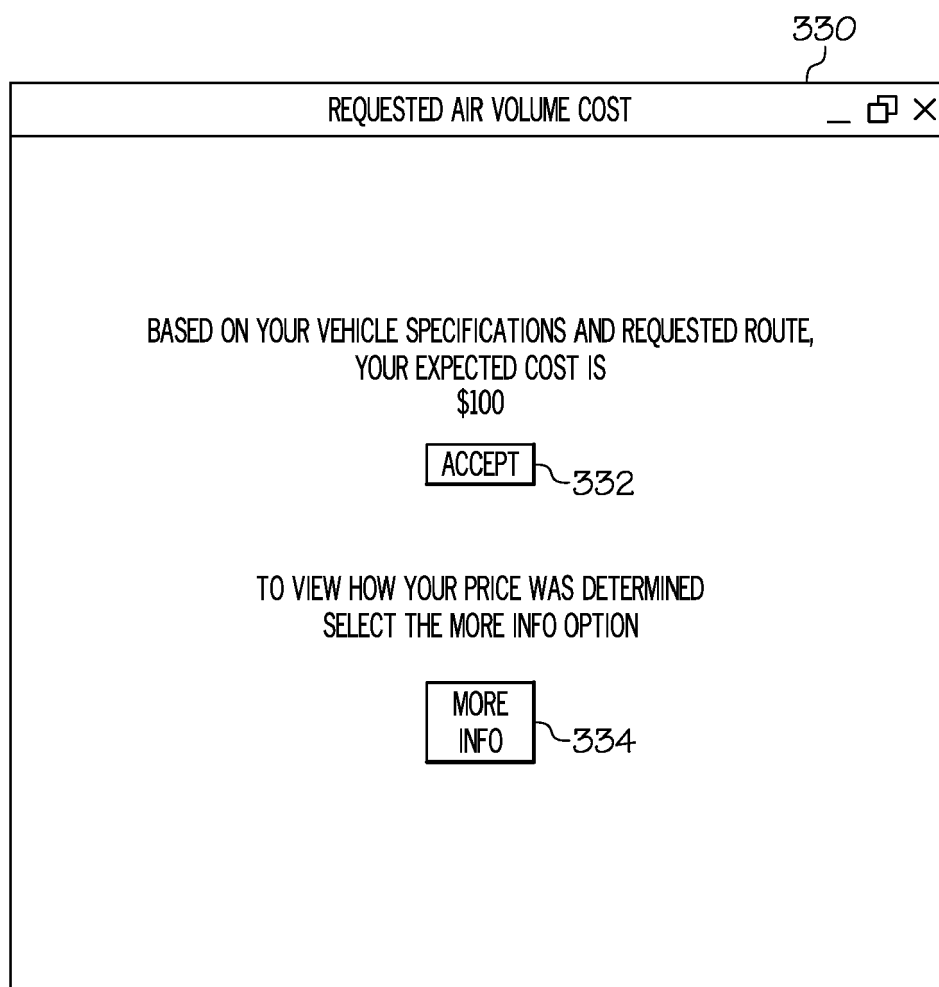 330
REQUESTED AIR VOLUME COST
BASED ON YOUR VEHICLE SPECIFICATIONS AND REQUESTED ROUTE,
YOUR EXPECTED COST IS
$100
ACCEPT
332
TO VIEW HOW YOUR PRICE WAS DETERMINED
SELECT THE MORE INFO OPTION
MORE
INFO
334